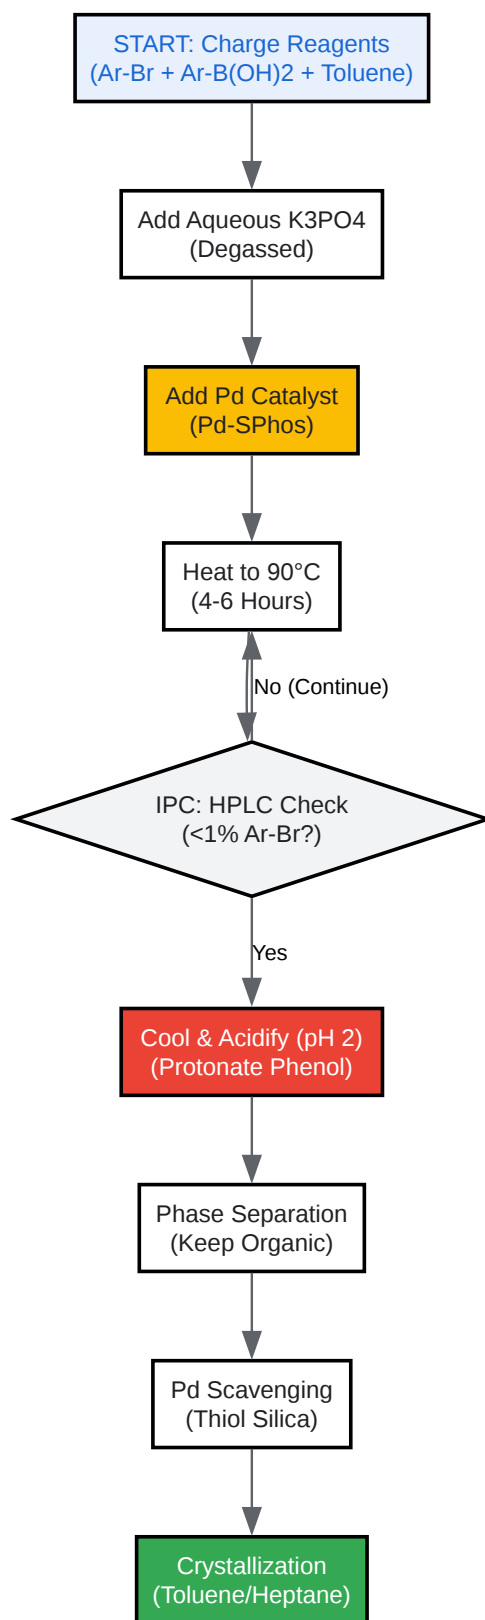 START: Charge Reagents
(Ar-Br + Ar-B(OH)2 + Toluene)
Add Aqueous K3PO4
(Degassed)
Add Pd Catalyst
(Pd-SPhos)
Heat to 90°C
(4-6 Hours)
No (Continue)
IPC: HPLC Check
(<1% Ar-Br?)
Yes
Cool & Acidify (pH 2)
(Protonate Phenol)
Phase Separation
(Keep Organic)
Pd Scavenging
(Thiol Silica)
Crystallization
(Toluene/Heptane)